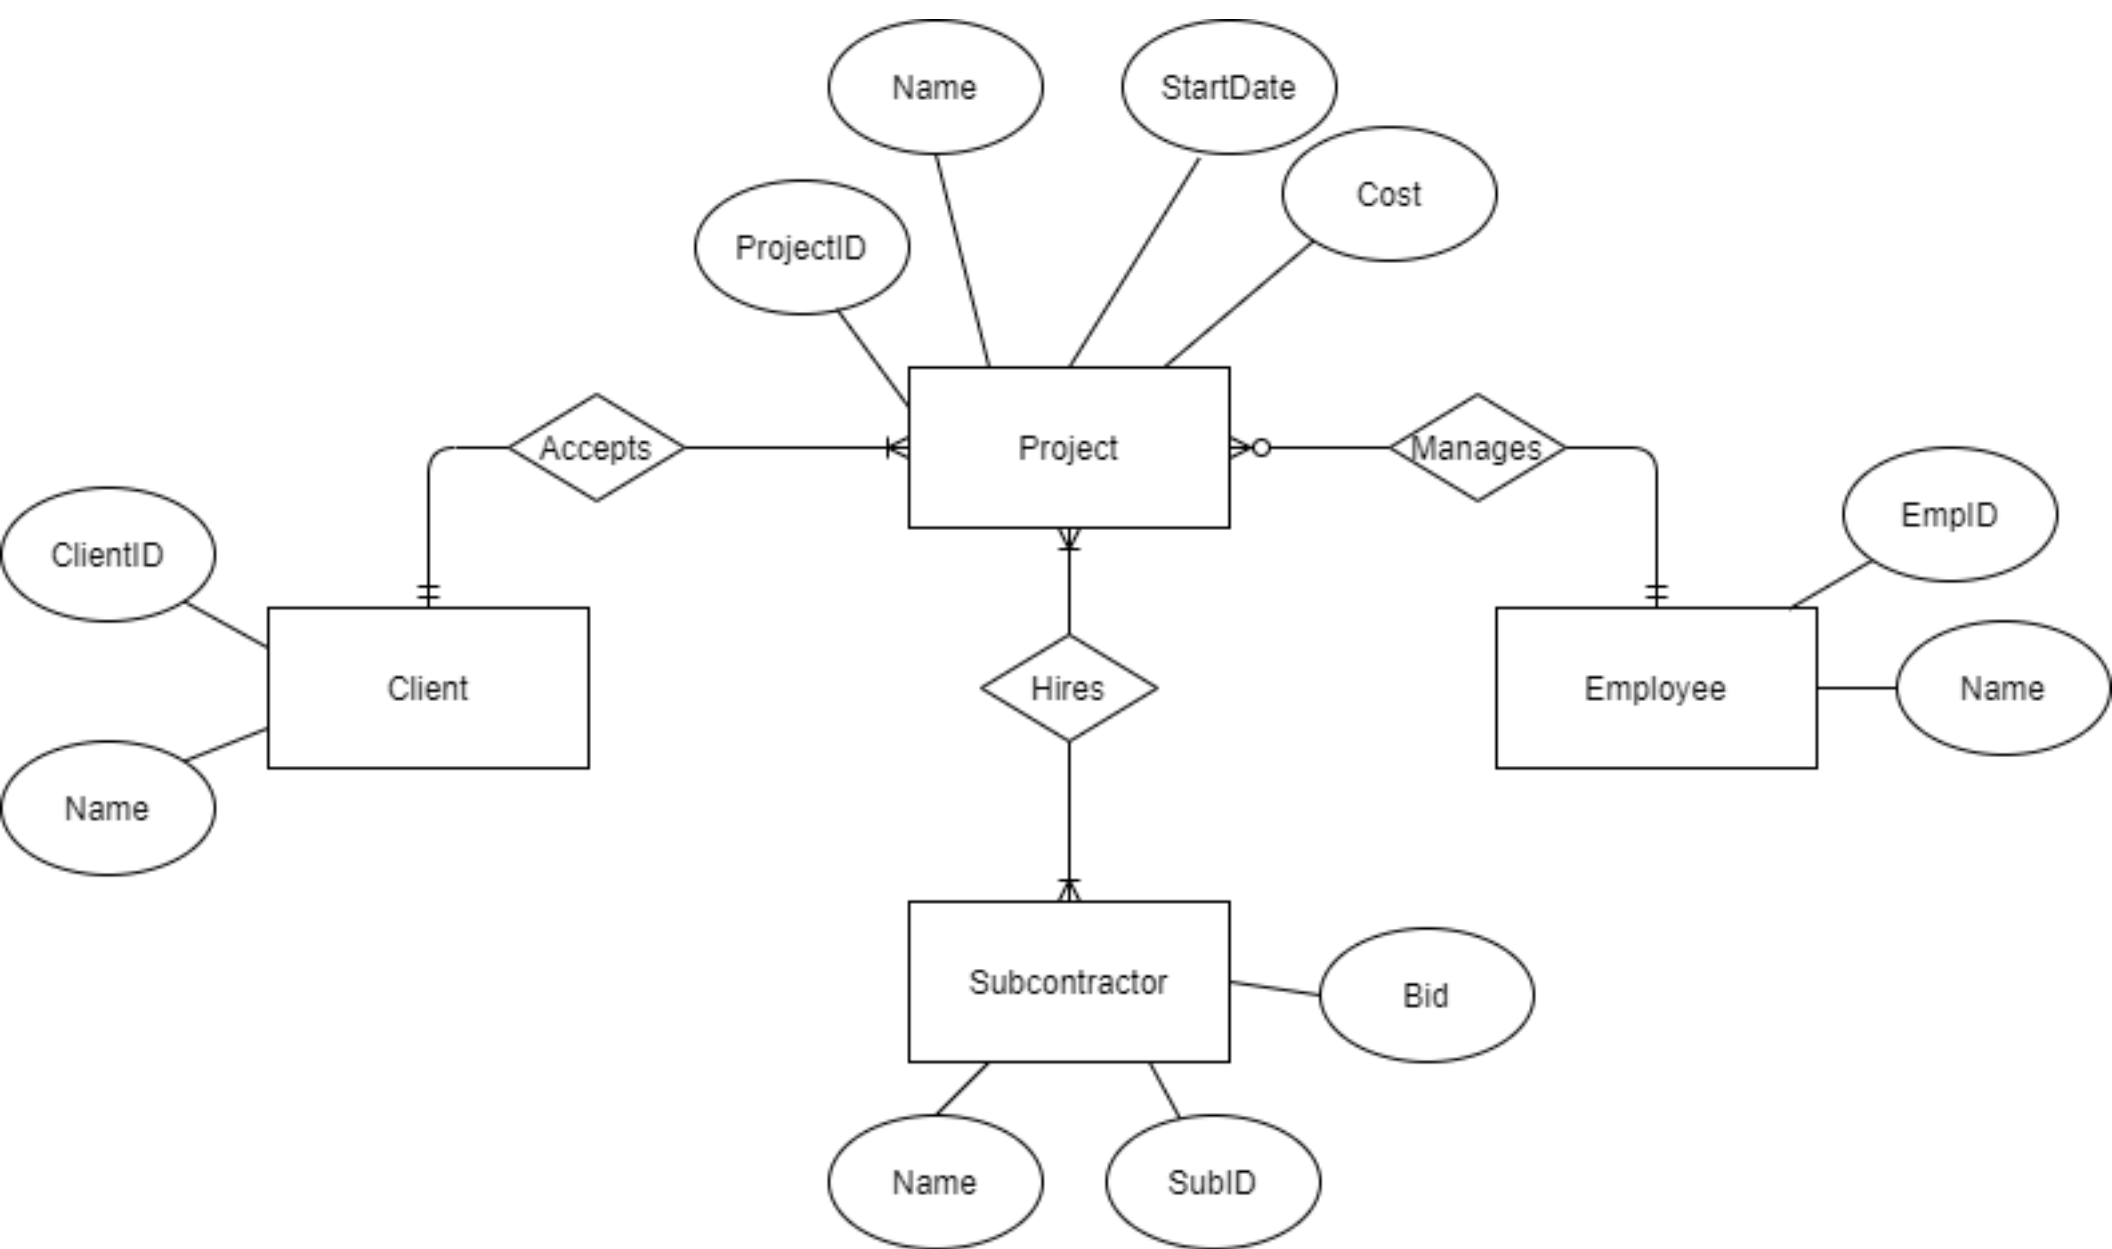 Name
StartDate
Cost
ProjectID
Accepts
Project
Manages
ClientID
EmpID
Client
Hires
Employee
Name
Name
Subcontractor
Bid
Name
SubID